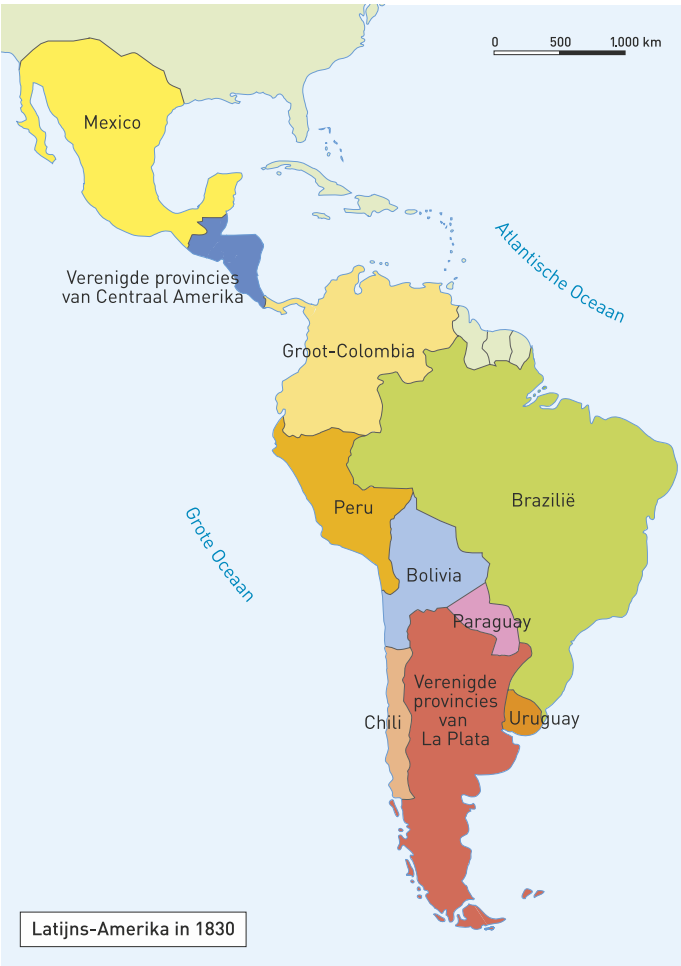 0 500 1.000 km
Mexico
Atlantische Oceaan
Verenigde provincies
van Centraal Amerika
Groot-Colombia
Brazilië
Peru
Grote Oceaan
Bolivia
Paraguay
Verenigde
provincies
van
La Plata
Chili
Uruguay
Latijns-Amerika in 1830